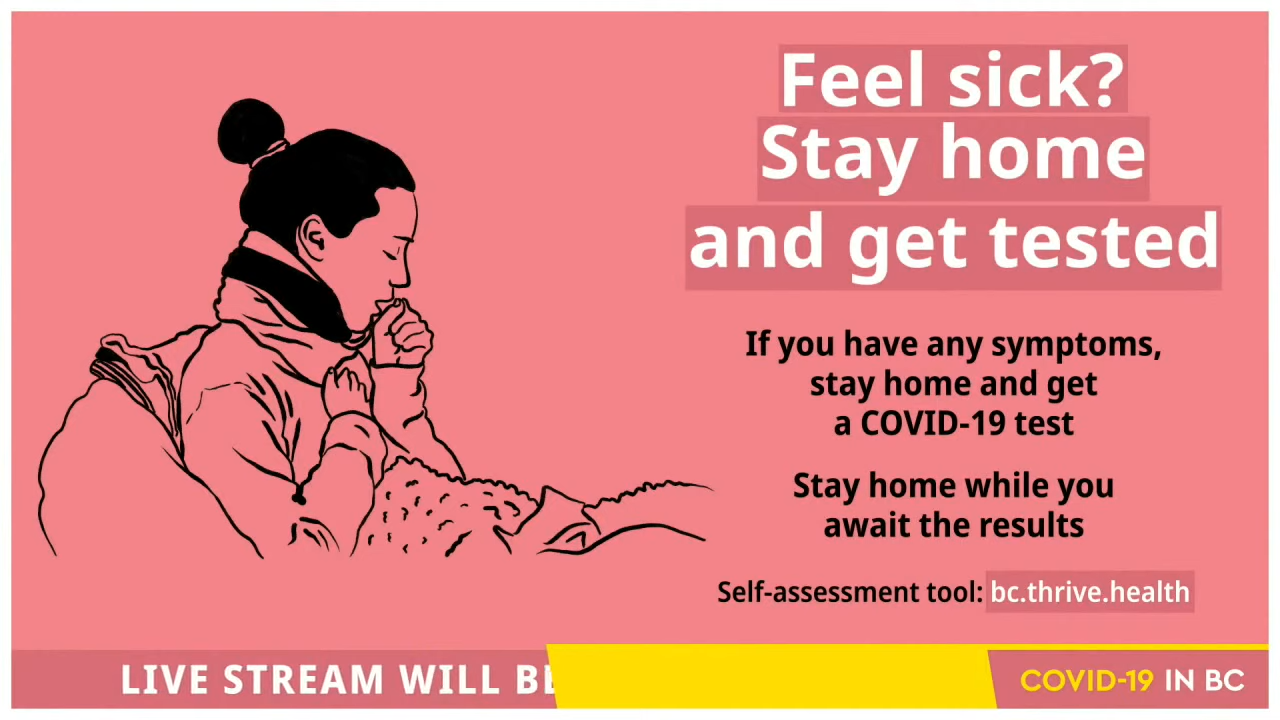 Feel sick?
Stay home
and get tested
If you have any symptoms,
stay home and get
a COVID-19 test
Stay home while you
await the results
Self-assessment tool: bc.thrive.health
LIVE STREAM WILL BE
COVID-19 IN BC